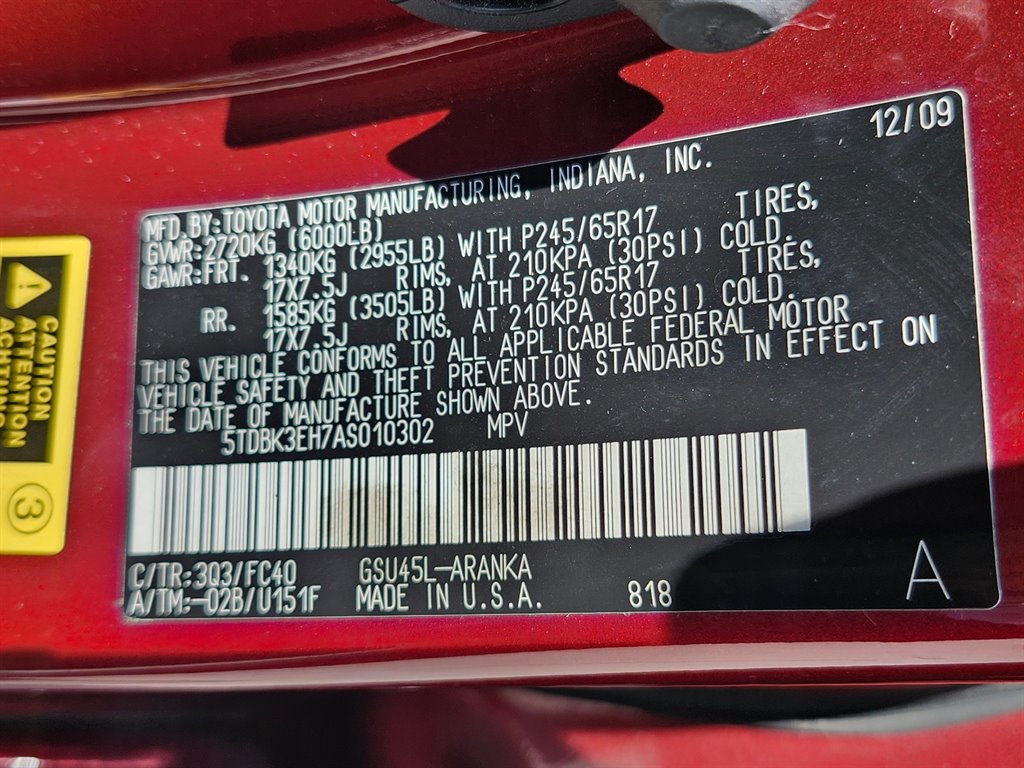 12/09
MFD.BY:TOYOTA MOTOR MANUFACTURING, INDIANA, INC.
GVWR:2720KG (6000LB)
GAWR:FRT. 1340KG (2955LB) WITH P245/65R17 TIRES,
17X7.5J RIMS, AT 210KPA (30PSI) COLD.
RR. 1585KG (3505LB) WITH P245/65R17 TIRES,
17X7.5J RIMS, AT 210KPA (30PSI) COLD.
THIS VEHICLE CONFORMS TO ALL APPLICABLE FEDERAL MOTOR
VEHICLE SAFETY AND THEFT PREVENTION STANDARDS IN EFFECT ON
THE DATE OF MANUFACTURE SHOWN ABOVE.
5TDBK3EH7AS010302 MPV
C/TR:3Q3/FC40 GSU45L-ARANKA
A/TM:-02B/U151F MADE IN U.S.A. 818
A
CAUTION
ATTENTION
ACHTUNG
3